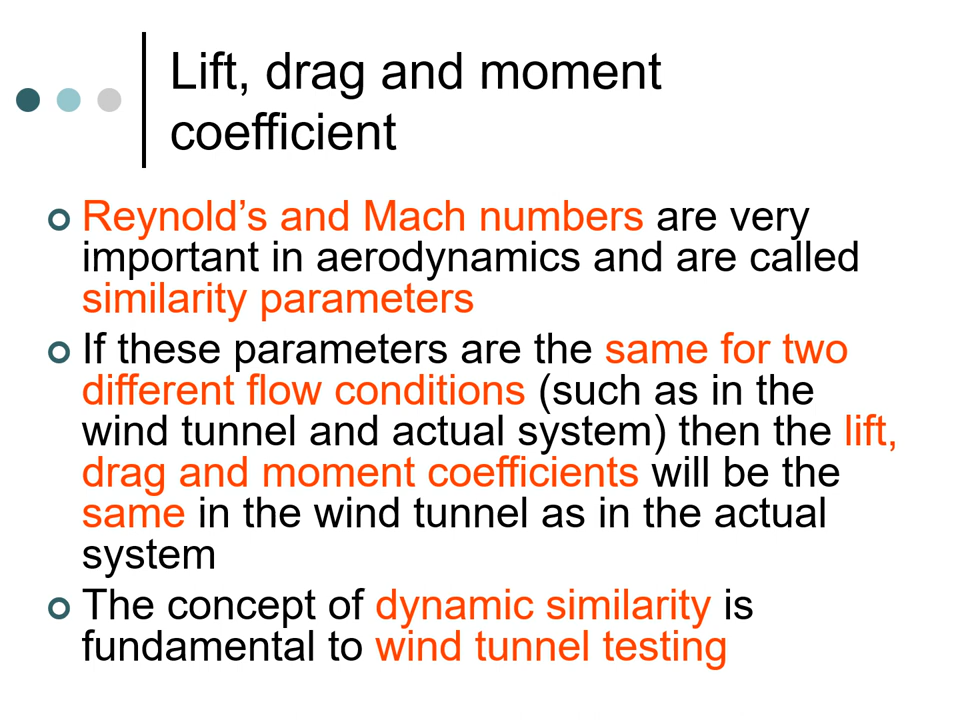 Lift, drag and moment
coefficient
Reynold’s and Mach numbers are very
important in aerodynamics and are called
similarity parameters
If these parameters are the same for two
different flow conditions (such as in the
wind tunnel and actual system) then the lift,
drag and moment coefficients will be the
same in the wind tunnel as in the actual
system
The concept of dynamic similarity is
fundamental to wind tunnel testing